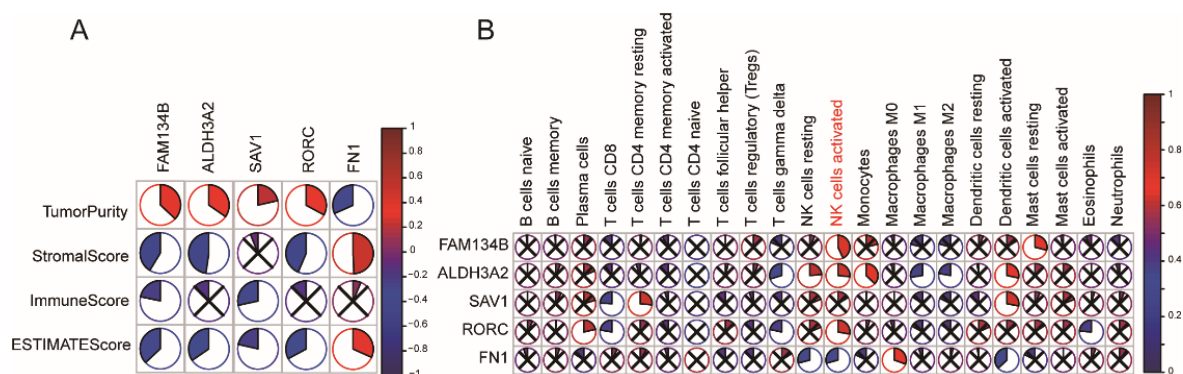 A
FAM134B
ALDH3A2
SAV1
RORC
FN1
TumorPurity
StromalScore
ImmuneScore
ESTIMATEScore
1
0.8
0.6
0.4
0.2
0
-0.2
-0.4
-0.6
-0.8
-1
B
B cells naive
B cells memory
Plasma cells
T cells CD8
T cells CD4 memory resting
T cells CD4 memory activated
T cells CD4 naive
T cells follicular helper
T cells regulatory (Tregs)
T cells gamma delta
NK cells resting
NK cells activated
Monocytes
Macrophages M0
Macrophages M1
Macrophages M2
Dendritic cells resting
Dendritic cells activated
Mast cells resting
Mast cells activated
Eosinophils
Neutrophils
FAM134B
ALDH3A2
SAV1
RORC
FN1
1
0.8
0.6
0.4
0.2
0